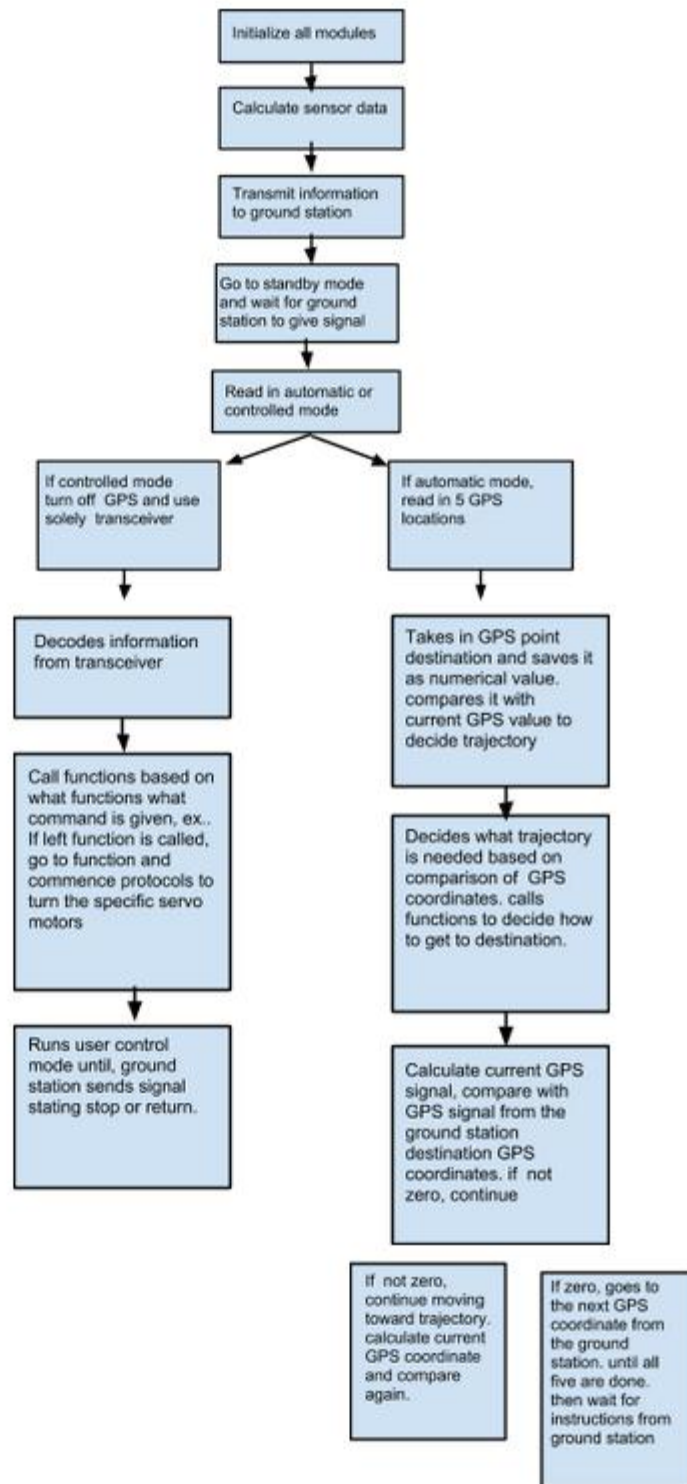 Initialize all modules
Calculate sensor data
Transmit information
to ground station
Go to standby mode
and wait for ground
station to give signal
Read in automatic or
controlled mode
If controlled mode
turn off GPS and use
solely transceiver
If automatic mode,
read in 5 GPS
locations
Decodes information
from transceiver
Takes in GPS point
destination and saves it
as numerical value.
compares it with
current GPS value to
decide trajectory
Call functions based on
what functions what
command is given, ex..
If left function is called,
go to function and
commence protocols to
turn the specific servo
motors
Decides what trajectory
is needed based on
comparison of GPS
coordinates. calls
functions to decide how
to get to destination.
Runs user control
mode until, ground
station sends signal
stating stop or return.
Calculate current GPS
signal, compare with
GPS signal from the
ground station
destination GPS
coordinates. if not
zero, continue
If not zero,
continue moving
toward trajectory.
calculate current
GPS coordinate
and compare
again.
If zero, goes to
the next GPS
coordinate from
the ground
station. until all
five are done.
then wait for
instructions from
ground station